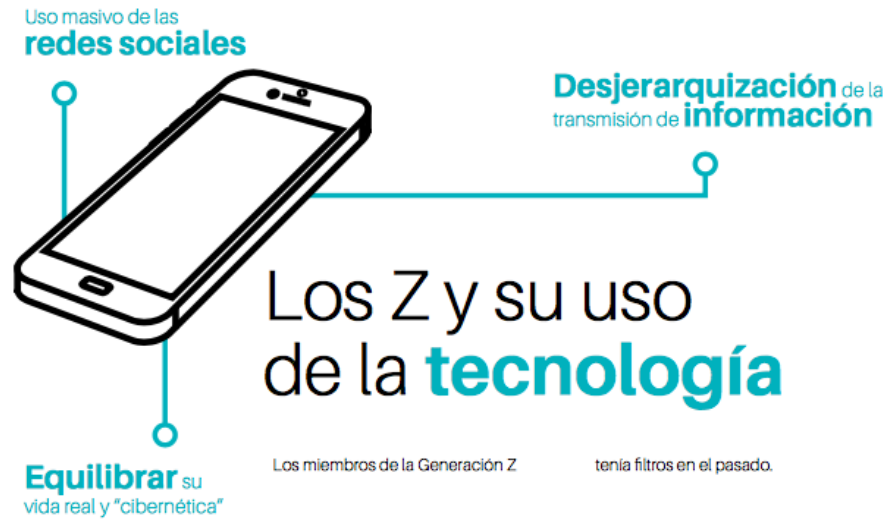 Uso masivo de las
redes sociales
Desjerarquización de la
transmisión de información
Los Z y su uso
de la tecnología
Equilibrar su
vida real y “cibernética”
Los miembros de la Generación Z
tenía filtros en el pasado.